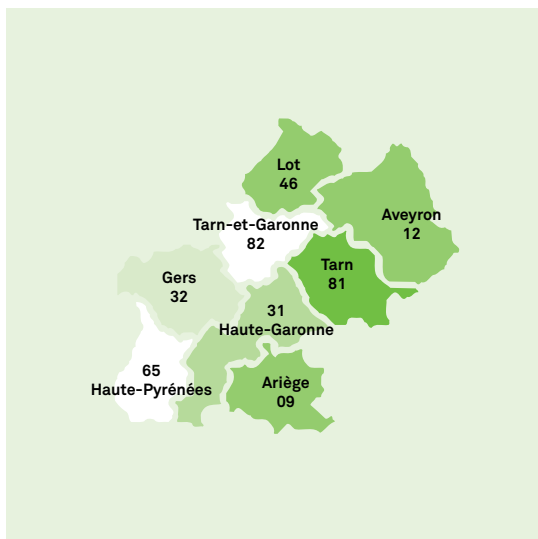 Lot
46
Aveyron
12
Tarn-et-Garonne
82
Tarn
81
Gers
32
31
Haute-Garonne
65
Haute-Pyrénées
Ariège
09